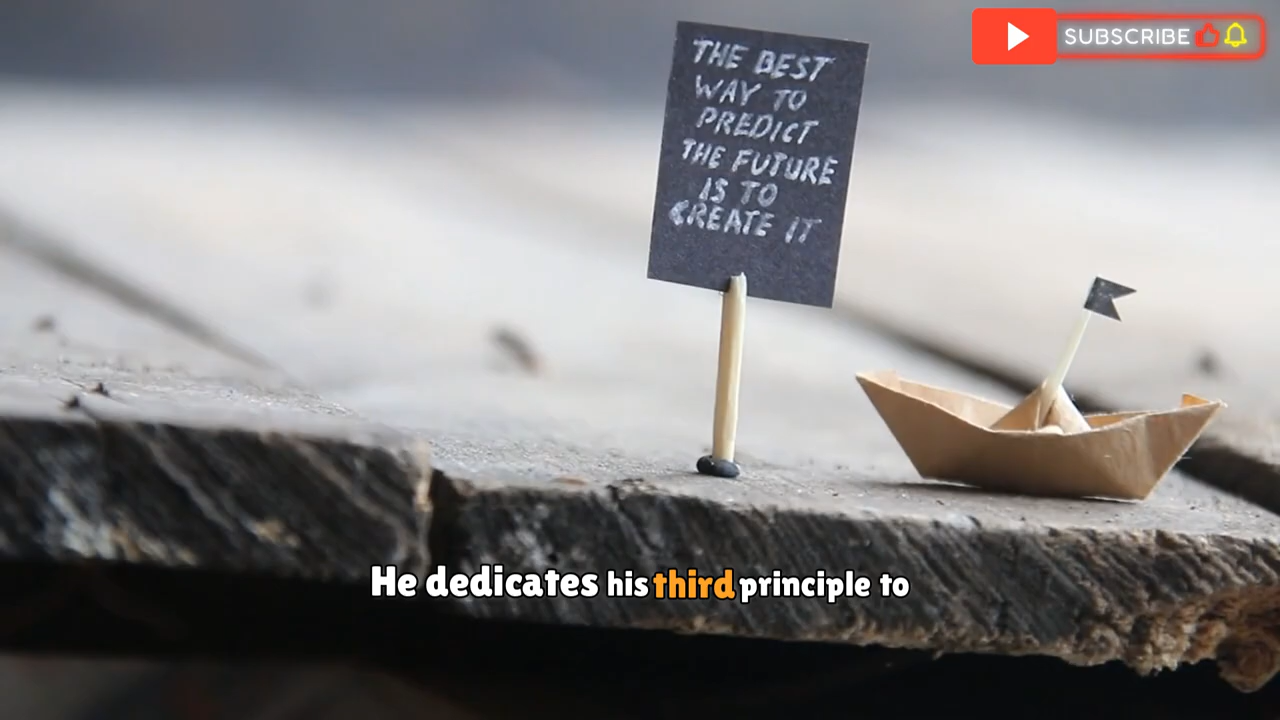 SUBSCRIBE
THE BEST
WAY TO
PREDICT
THE FUTURE
IS TO
CREATE IT
He dedicates his third principle to